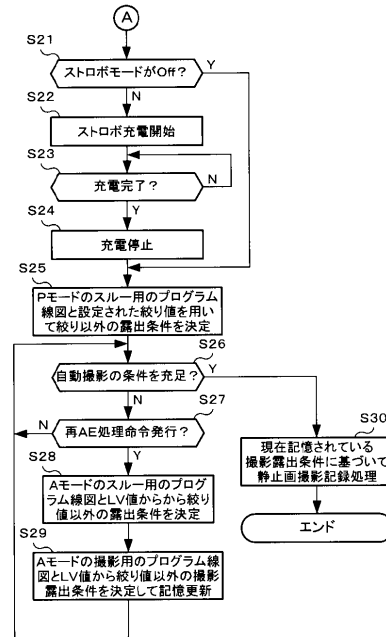 A
S21
ストロボモードがOff？
Y
N
S22
ストロボ充電開始
S23
充電完了？
N
Y
S24
充電停止
S25
Pモードのスルー用のプログラム
線図と設定された絞り値を用い
て絞り以外の露出条件を決定
S26
自動撮影の条件を充足？
Y
N
S27
再AE処理命令発行？
N
Y
S28
Aモードのスルー用のプログ
ラム線図とLV値からから絞り
値以外の露出条件を決定
S29
Aモードの撮影用のプログラム線
図とLV値から絞り値以外の撮影
露出条件を決定して記憶更新
S30
現在記憶されている
撮影露出条件に基づいて
静止画撮影記録処理
エンド